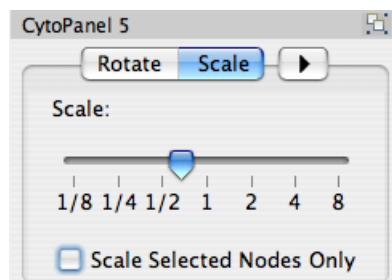 CytoPanel 5
Rotate Scale
Scale:
1/8 1/4 1/2 1 2 4 8
Scale Selected Nodes Only